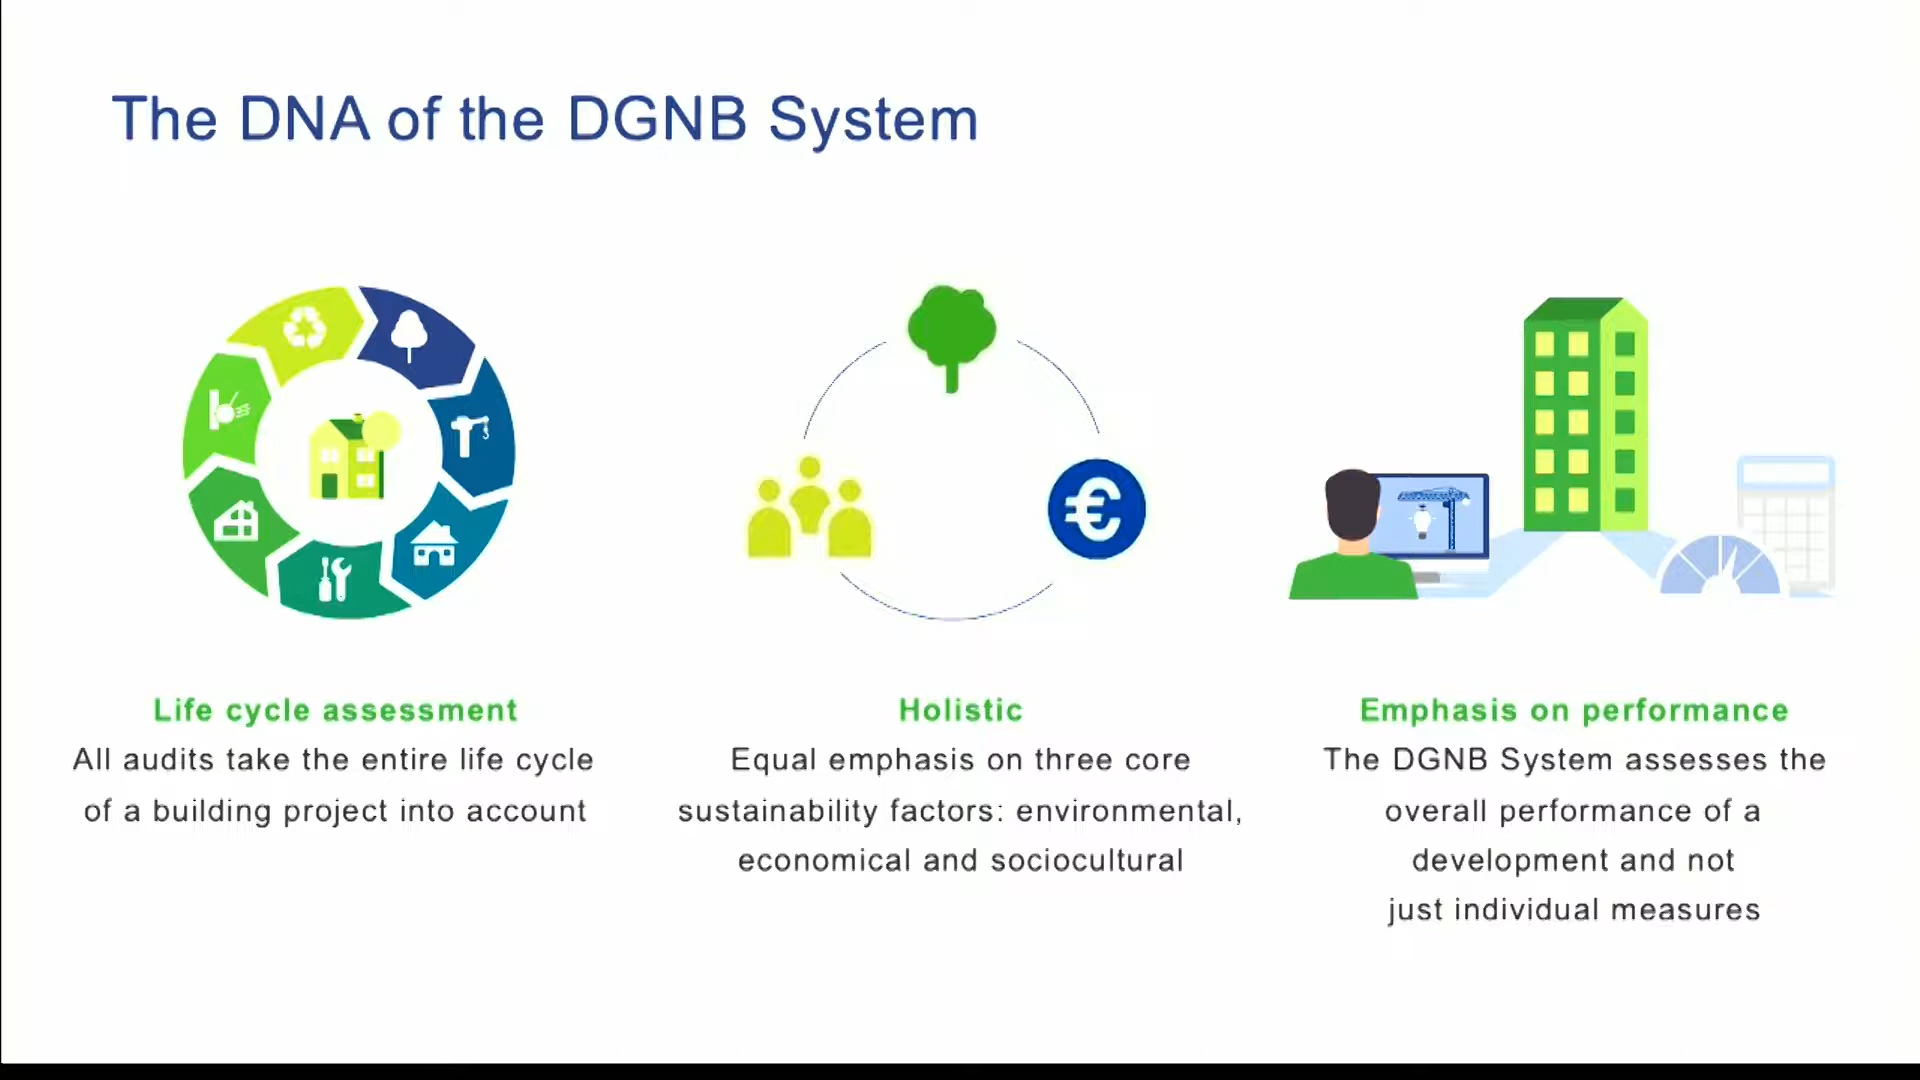 The DNA of the DGNB System
Life cycle assessment
All audits take the entire life cycle
of a building project into account
Holistic
Equal emphasis on three core
sustainability factors: environmental,
economical and sociocultural
Emphasis on performance
The DGNB System assesses the
overall performance of a
development and not
just individual measures